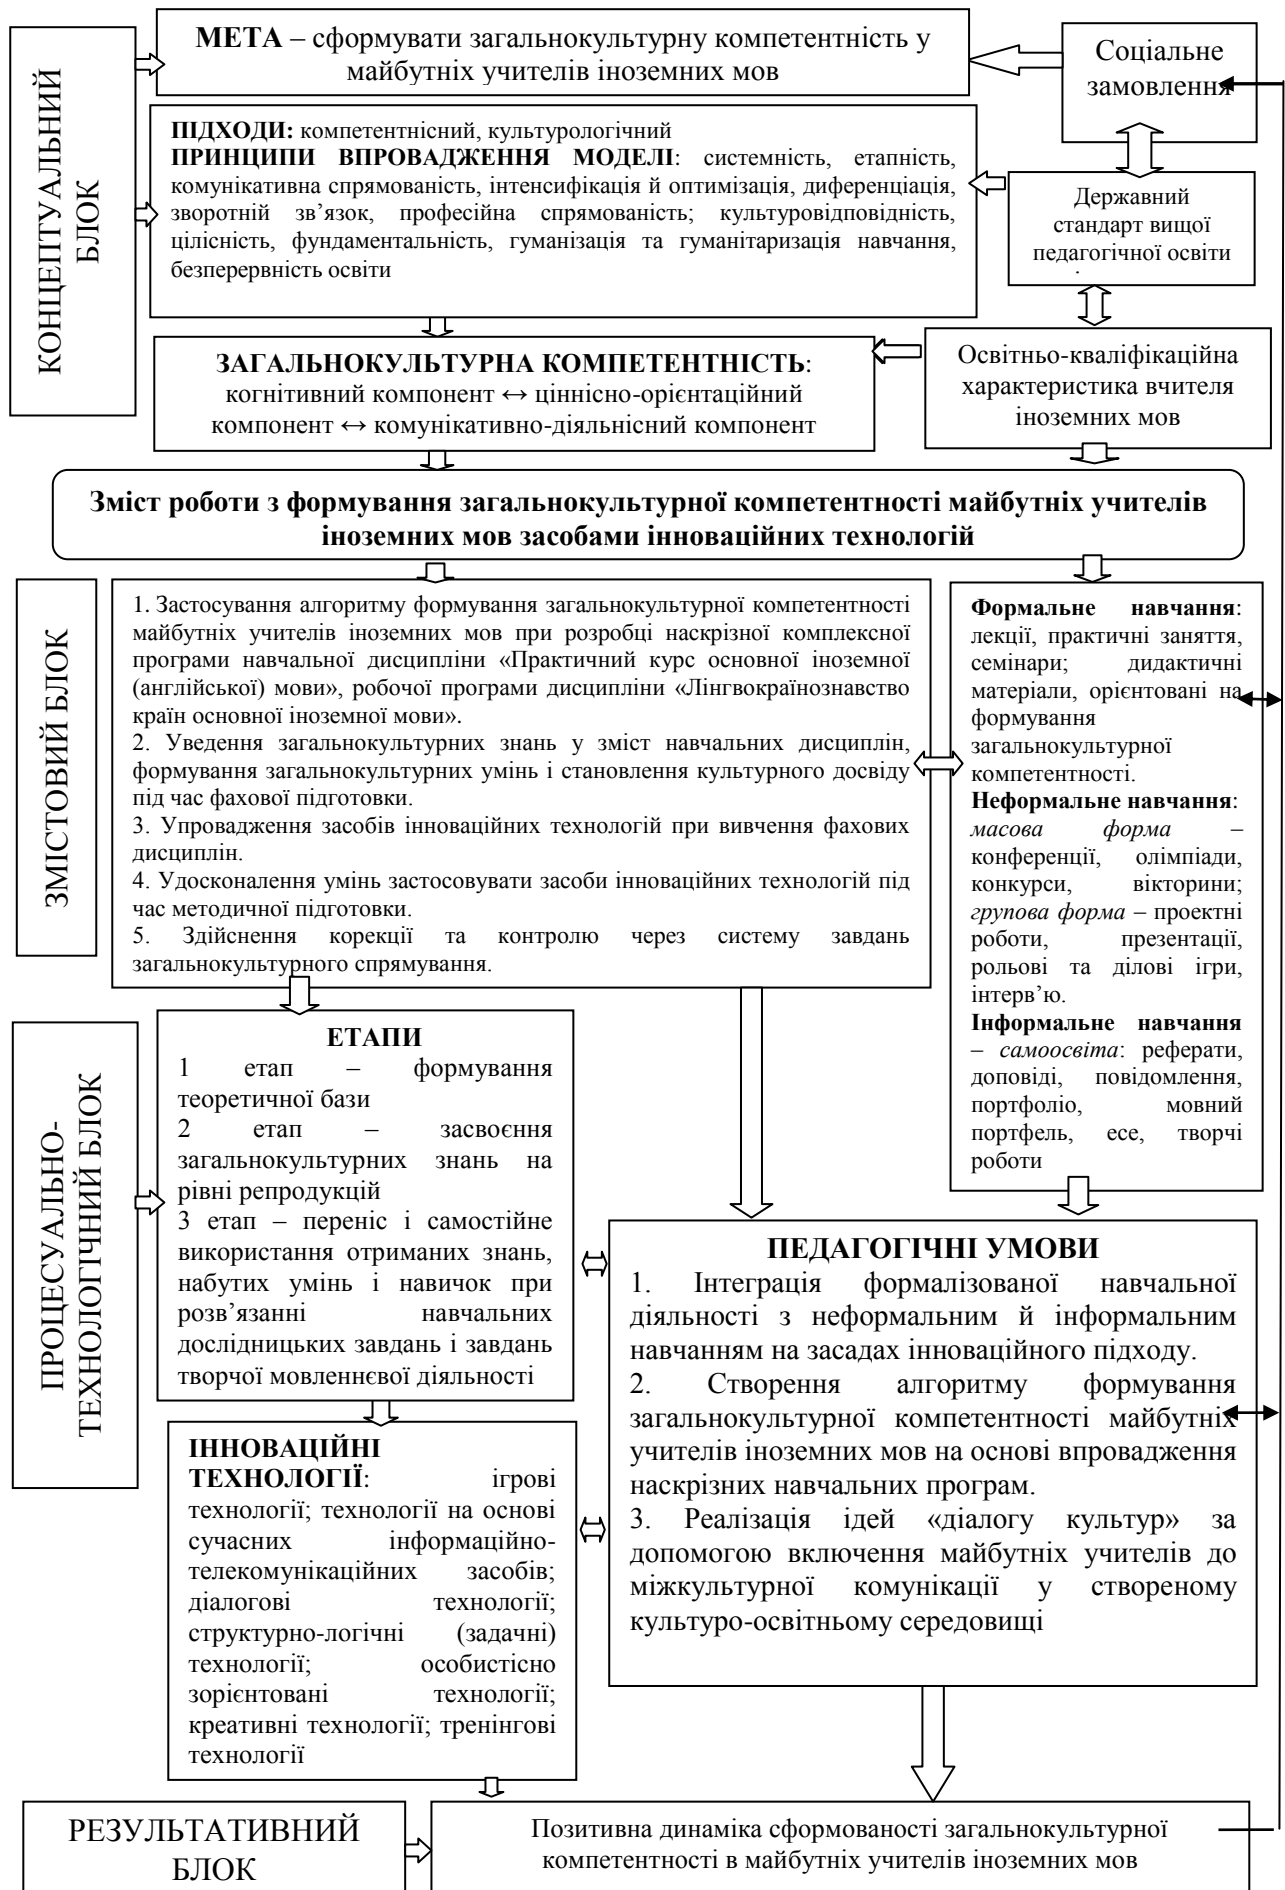 КОНЦЕПТУАЛЬНИЙ
БЛОК
МЕТА – сформувати загальнокультурну компетентність у
майбутніх учителів іноземних мов
Соціальне
замовлення
ПІДХОДИ: компетентнісний, культурологічний
ПРИНЦИПИ ВПРОВАДЖЕННЯ МОДЕЛІ: системність, етапність,
комунікативна спрямованість, інтенсифікація й оптимізація, диференціація,
зворотній зв’язок, професійна спрямованість; культуровідповідність,
цілісність, фундаментальність, гуманізація та гуманітаризація навчання,
безперервність освіти
Державний
стандарт вищої
педагогічної освіти
ЗАГАЛЬНОКУЛЬТУРНА КОМПЕТЕНТНІСТЬ:
когнітивний компонент ↔ ціннісно-орієнтаційний
компонент ↔ комунікативно-діяльнісний компонент
Освітньо-кваліфікаційна
характеристика вчителя
іноземних мов
Зміст роботи з формування загальнокультурної компетентності майбутніх учителів
іноземних мов засобами інноваційних технологій
ЗМІСТОВИЙ БЛОК
1. Застосування алгоритму формування загальнокультурної компетентності
майбутніх учителів іноземних мов при розробці наскрізної комплексної
програми навчальної дисципліни «Практичний курс основної іноземної
(англійської) мови», робочої програми дисципліни «Лінгвокраїнознавство
країн основної іноземної мови».
2. Уведення загальнокультурних знань у зміст навчальних дисциплін,
формування загальнокультурних умінь і становлення культурного досвіду
під час фахової підготовки.
3. Упровадження засобів інноваційних технологій при вивчення фахових
дисциплін.
4. Удосконалення умінь застосовувати засоби інноваційних технологій під
час методичної підготовки.
5. Здійснення корекції та контролю через систему завдань
загальнокультурного спрямування.
Формальне навчання:
лекції, практичні заняття,
семінари; дидактичні
матеріали, орієнтовані на
формування
загальнокультурної
компетентності.
Неформальне навчання:
масова форма –
конференції, олімпіади,
конкурси, вікторини;
групова форма – проектні
роботи, презентації,
рольові та ділові ігри,
інтерв’ю.
Інформальне навчання
– самоосвіта: реферати,
доповіді, повідомлення,
портфоліо, мовний
портфель, есе, творчі
роботи
ПРОЦЕСУАЛЬНО-
ТЕХНОЛОГІЧНИЙ БЛОК
ЕТАПИ
1 етап – формування
теоретичної бази
2 етап – засвоєння
загальнокультурних знань на
рівні репродукцій
3 етап – переніс і самостійне
використання отриманих знань,
набутих умінь і навичок при
розв’язанні навчальних
дослідницьких завдань і завдань
творчої мовленнєвої діяльності
ПЕДАГОГІЧНІ УМОВИ
1. Інтеграція формалізованої навчальної
діяльності з неформальним й інформальним
навчанням на засадах інноваційного підходу.
2. Створення алгоритму формування
загальнокультурної компетентності майбутніх
учителів іноземних мов на основі впровадження
наскрізних навчальних програм.
3. Реалізація ідей «діалогу культур» за
допомогою включення майбутніх учителів до
міжкультурної комунікації у створеному
культуро-освітньому середовищі
ІННОВАЦІЙНІ
ТЕХНОЛОГІЇ: ігрові
технології; технології на основі
сучасних інформаційно-
телекомунікаційних засобів;
діалогові технології;
структурно-логічні (задачні)
технології; особистісно
зорієнтовані технології;
креативні технології; тренінгові
технології
РЕЗУЛЬТАТИВНИЙ
БЛОК
Позитивна динаміка сформованості загальнокультурної
компетентності в майбутніх учителів іноземних мов